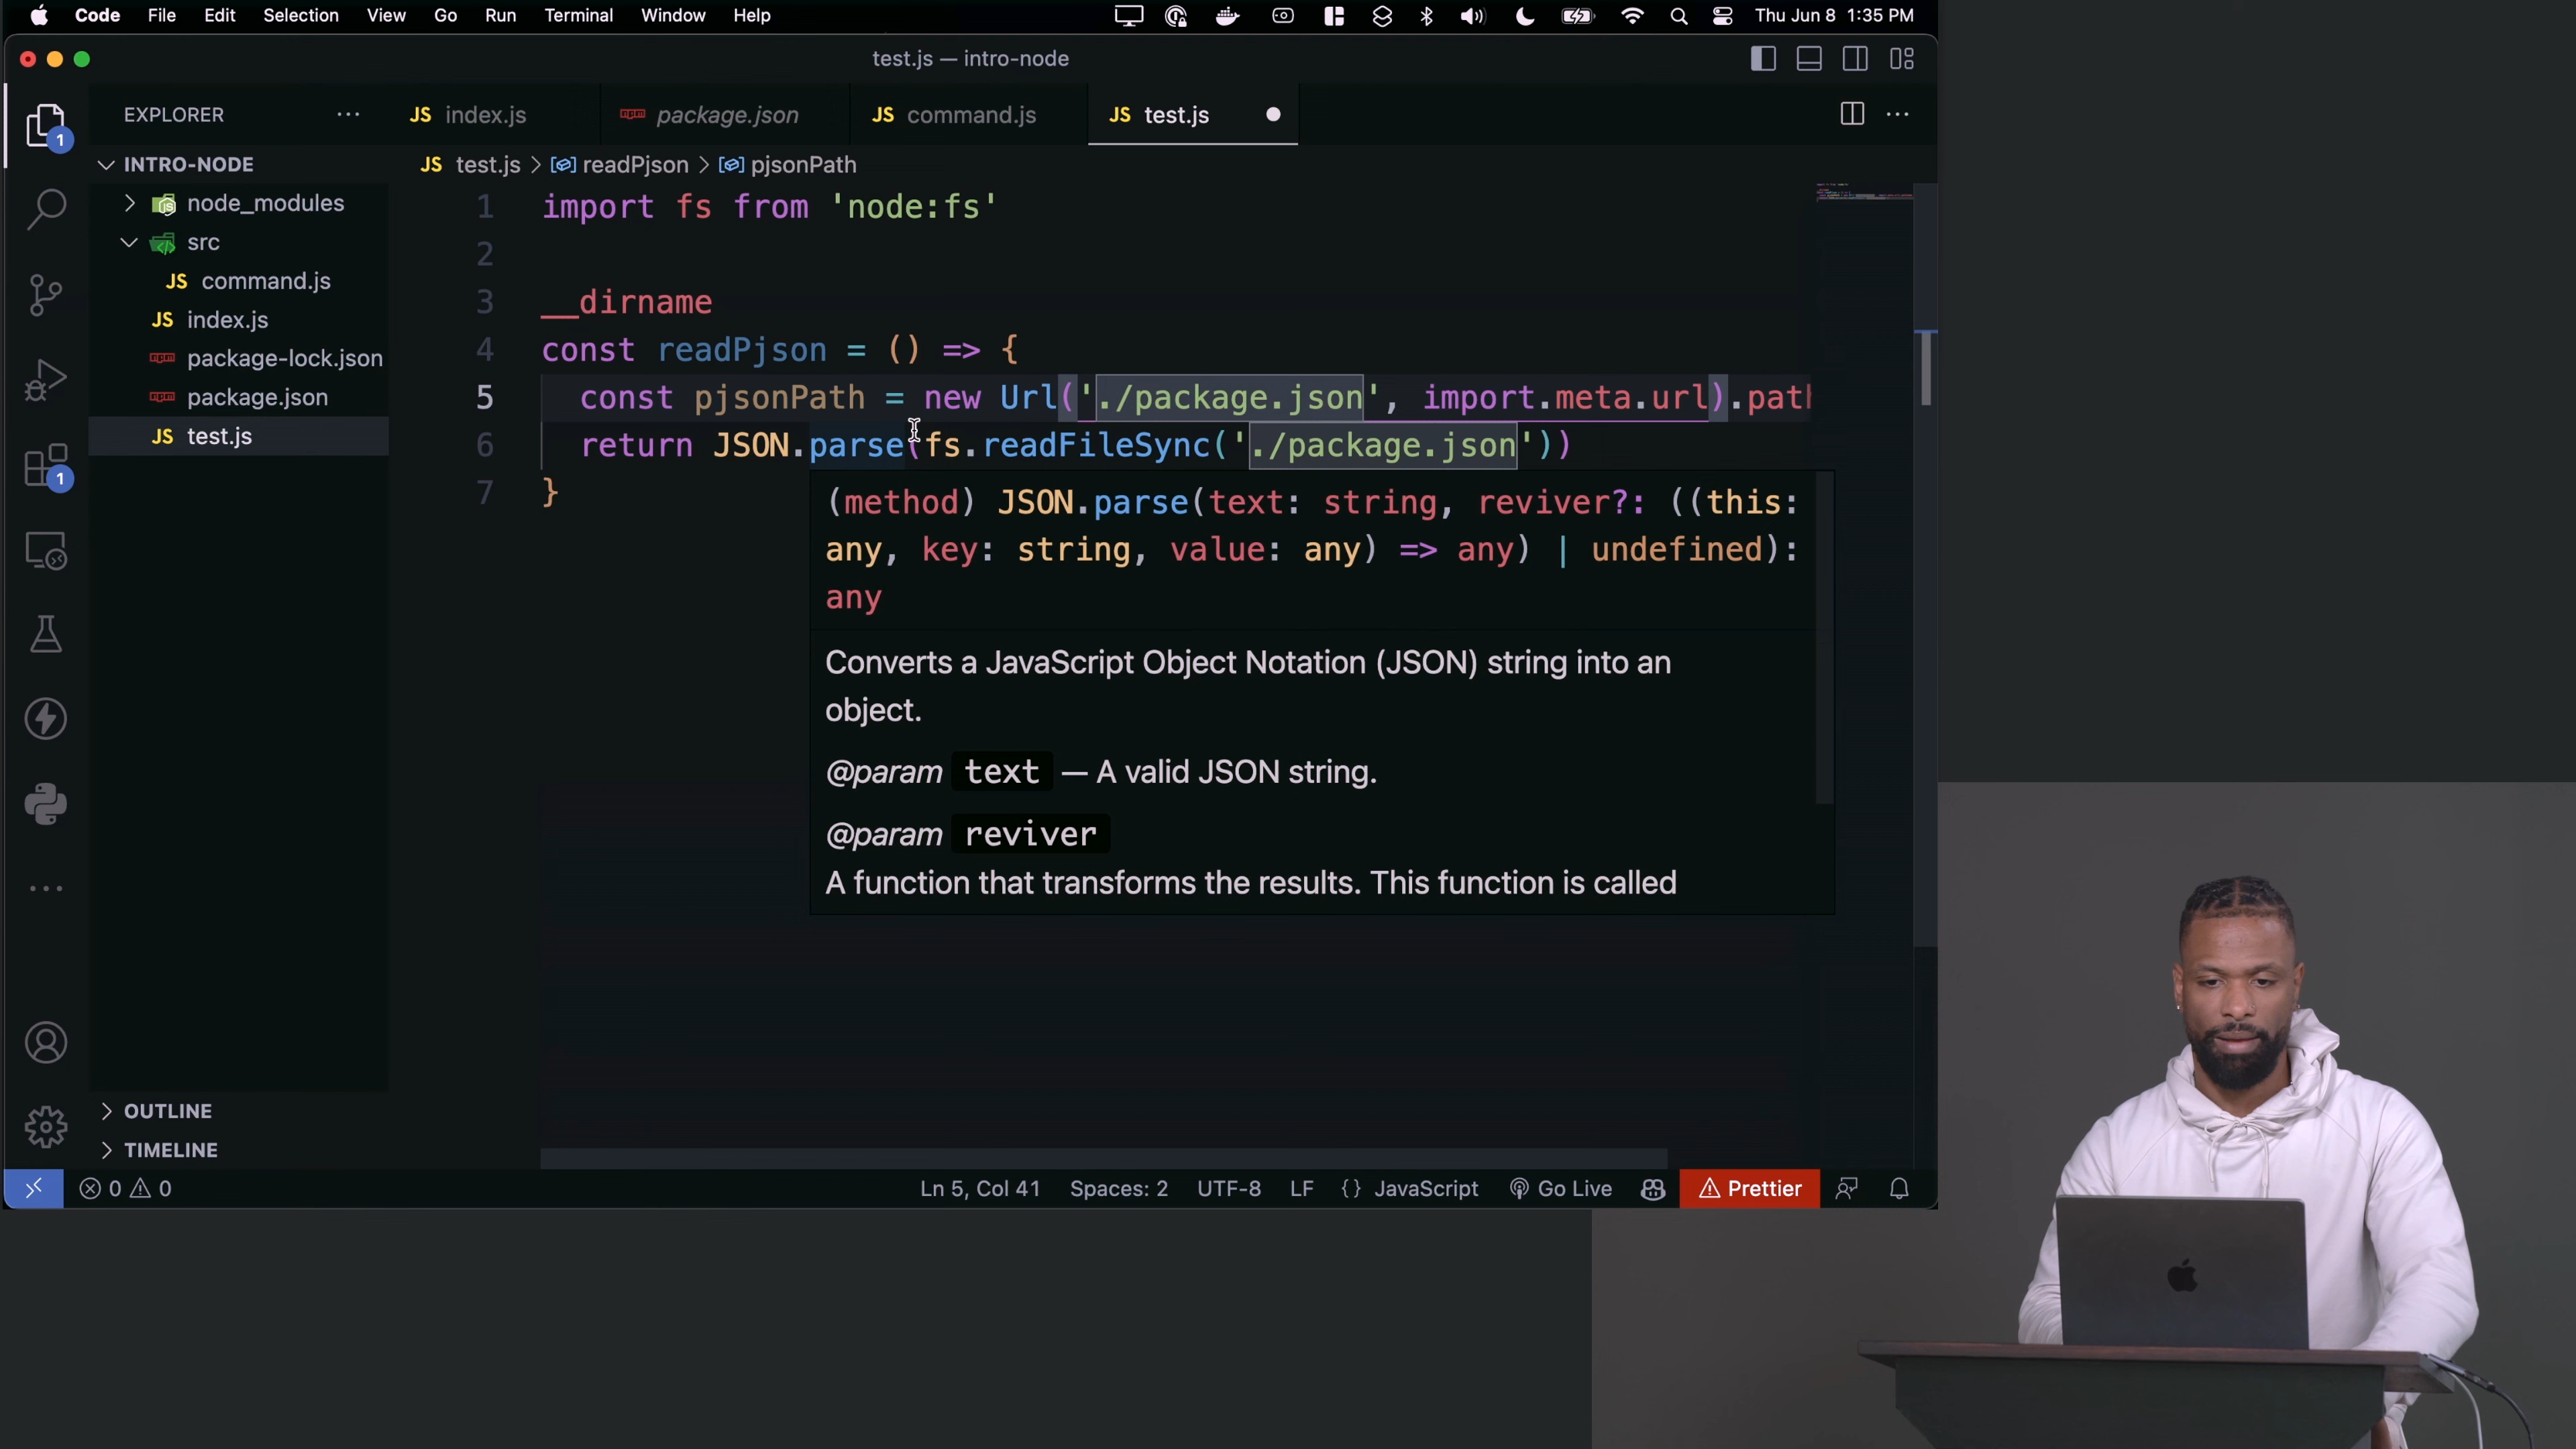 Code File Edit Selection View Go Run Terminal Window Help Thu Jun 8 1:35 PM
test.js — intro-node
EXPLORER
JS index.js
npm package.json
JS command.js
JS test.js
INTRO-NODE
node_modules
src
JS command.js
JS index.js
npm package-lock.json
npm package.json
JS test.js
OUTLINE
TIMELINE
1
1
JS test.js > readPjson > pjsonPath
1 import fs from 'node:fs'
2
3 __dirname
4 const readPjson = () => {
5 const pjsonPath = new Url('./package.json', import.meta.url).path
6 return JSON.parse(fs.readFileSync('./package.json'))
7 }
(method) JSON.parse(text: string, reviver?: ((this:
any, key: string, value: any) => any) | undefined):
any
Converts a JavaScript Object Notation (JSON) string into an
object.
@param text — A valid JSON string.
@param reviver
A function that transforms the results. This function is called
0 0 Ln 5, Col 41 Spaces: 2 UTF-8 LF {} JavaScript Go Live Prettier